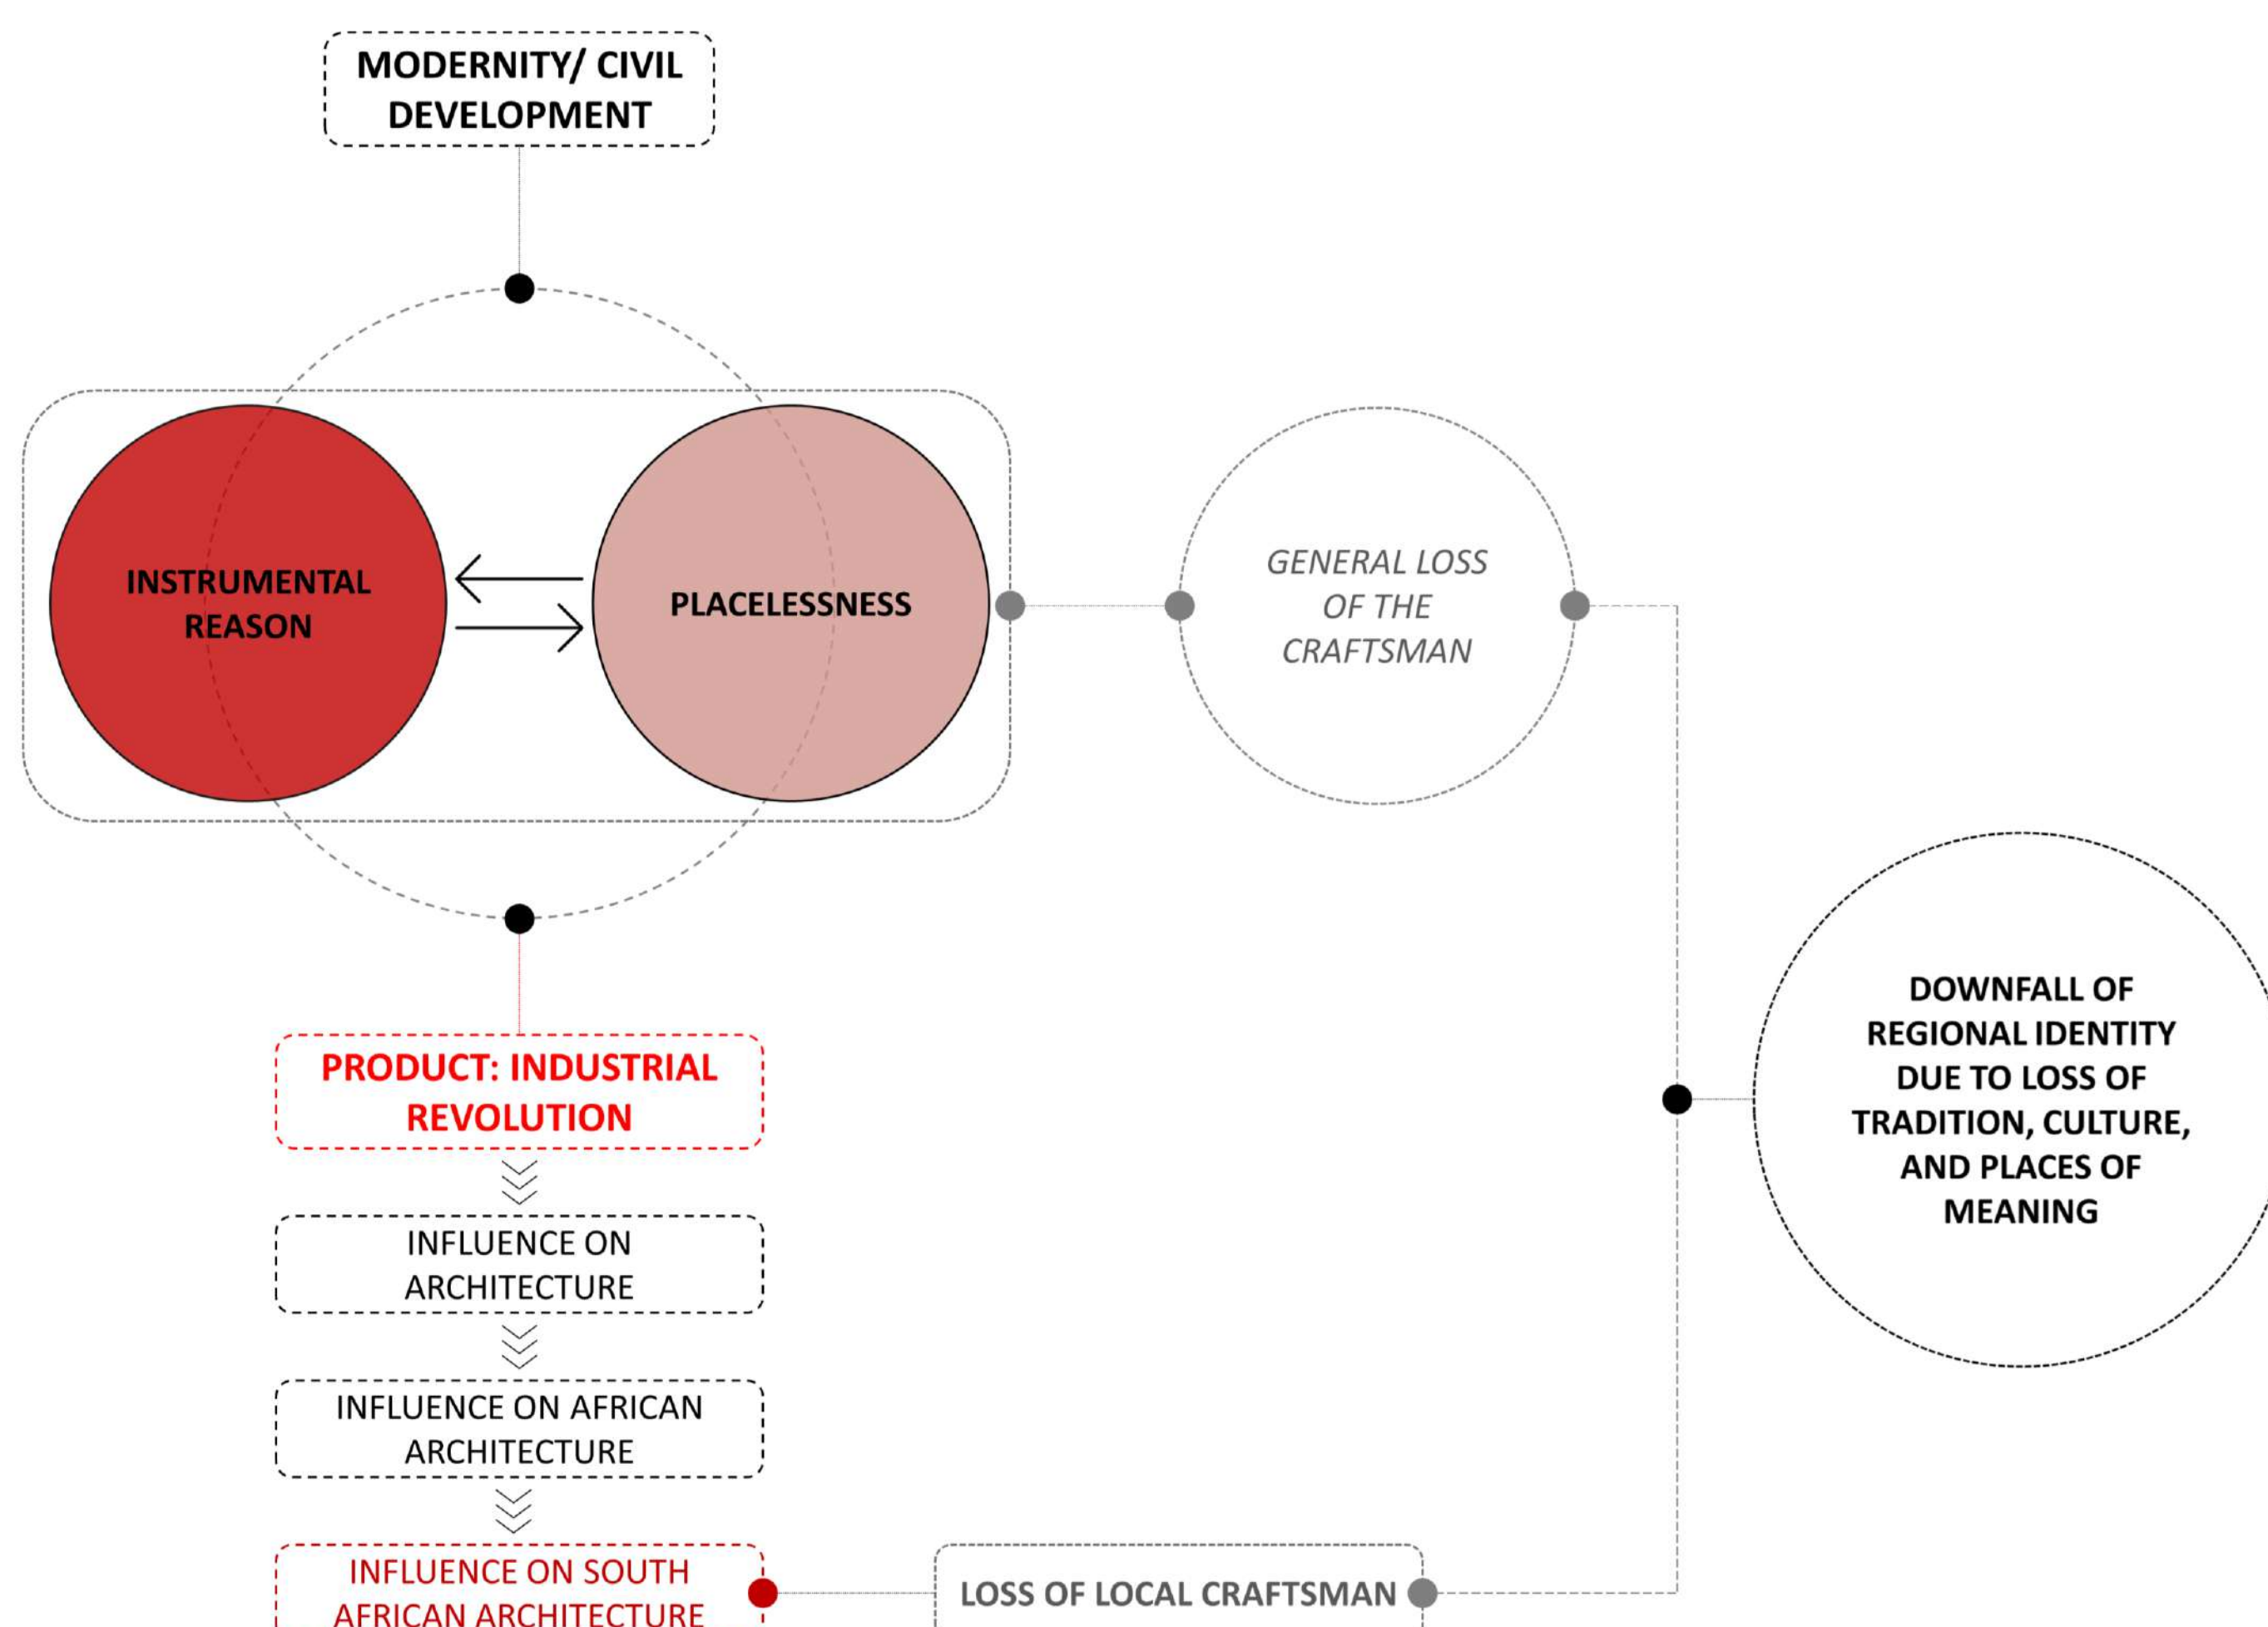 MODERNITY/ CIVIL
DEVELOPMENT
INSTRUMENTAL
REASON
PLACELESSNESS
GENERAL LOSS
OF THE
CRAFTSMAN
DOWNFALL OF
REGIONAL IDENTITY
DUE TO LOSS OF
TRADITION, CULTURE,
AND PLACES OF
MEANING
PRODUCT: INDUSTRIAL
REVOLUTION
INFLUENCE ON
ARCHITECTURE
INFLUENCE ON AFRICAN
ARCHITECTURE
INFLUENCE ON SOUTH
AFRICAN ARCHITECTURE
LOSS OF LOCAL CRAFTSMAN